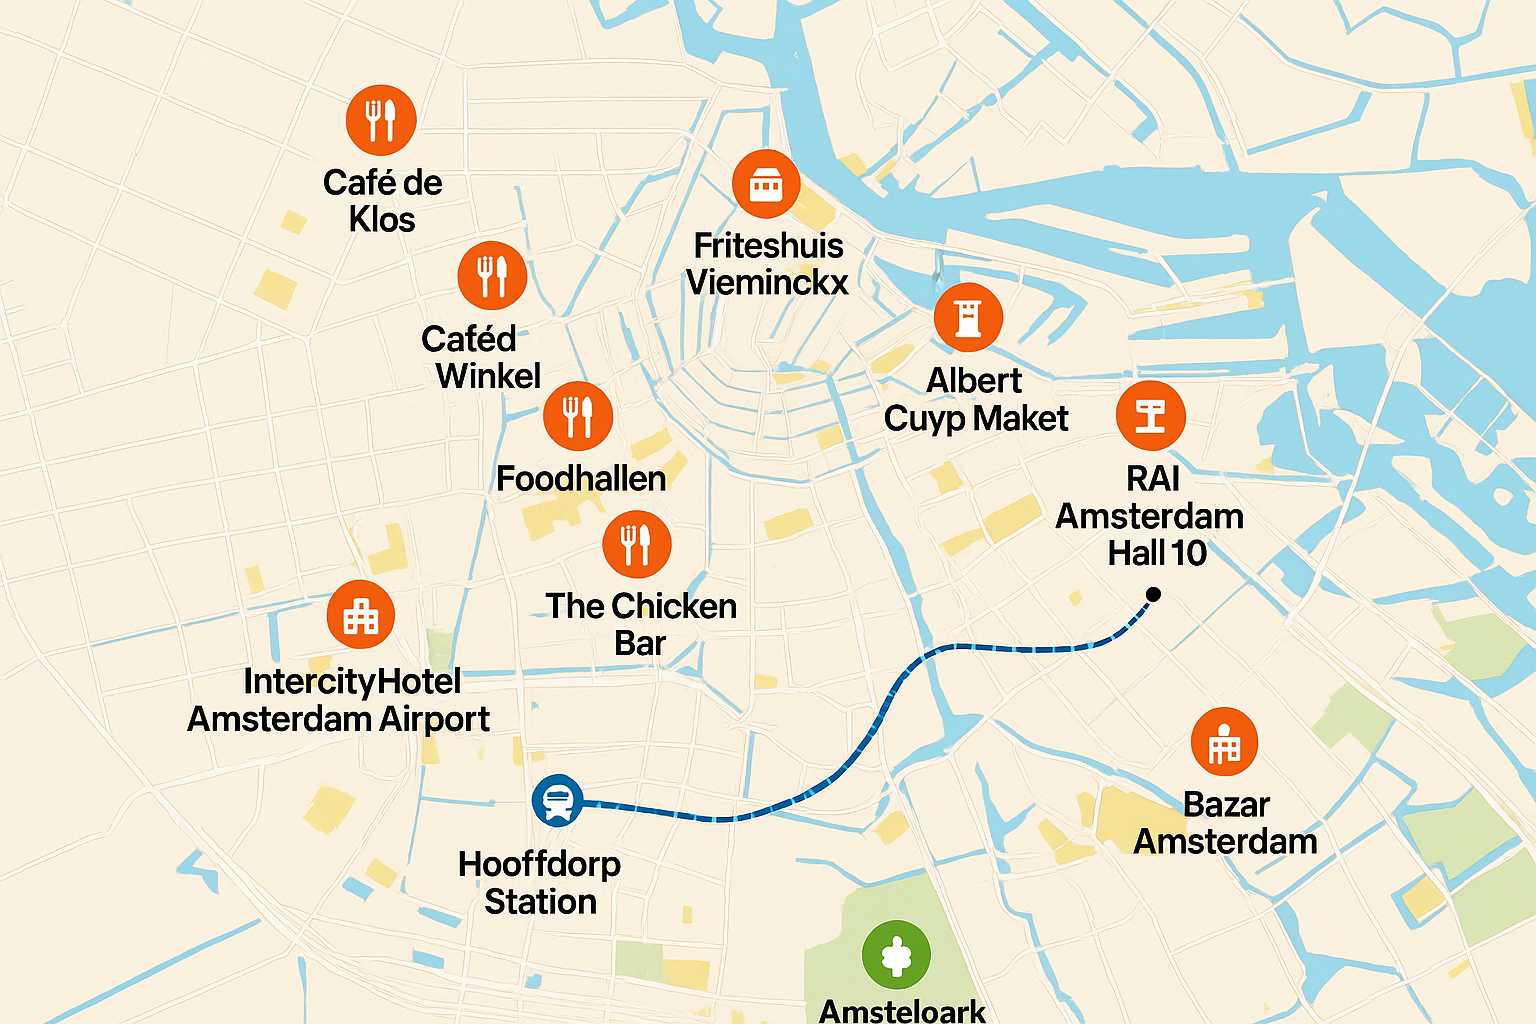 Café de
Klos
Friteshuis
Vieminckx
Caféd
Winkel
Albert
Cuyp Maket
Foodhallen
RAI
Amsterdam
Hall 10
The Chicken
Bar
IntercityHotel
Amsterdam Airport
Bazar
Amsterdam
Hooffdorp
Station
Amsteloark